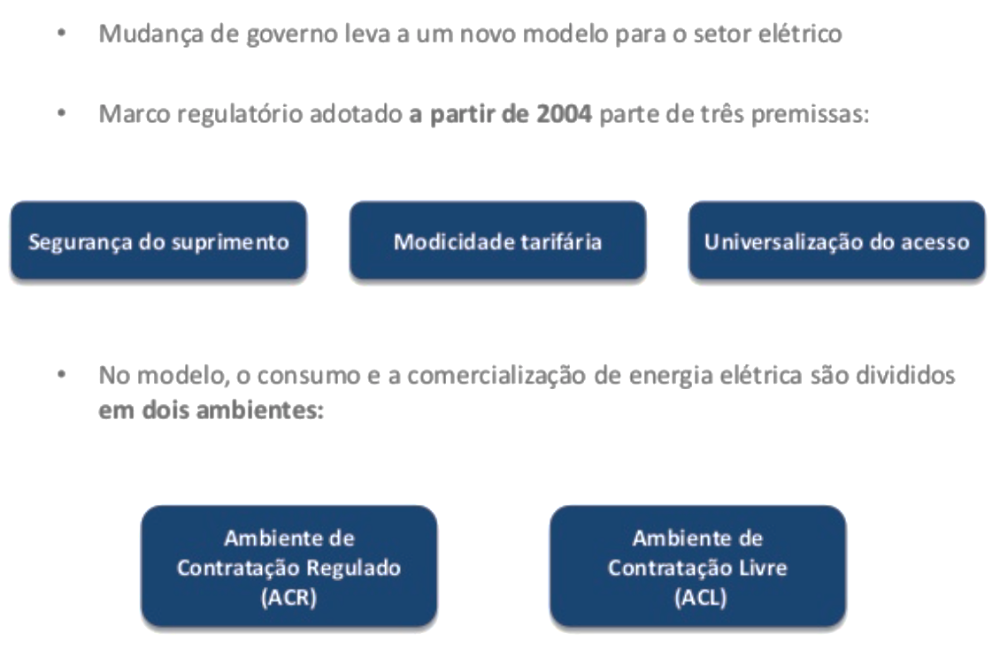 • Mudança de governo leva a um novo modelo para o setor elétrico
• Marco regulatório adotado a partir de 2004 parte de três premissas:
Segurança do suprimento
Modicidade tarifária
Universalização do acesso
• No modelo, o consumo e a comercialização de energia elétrica são divididos
em dois ambientes:
Ambiente de
Contratação Regulado
(ACR)
Ambiente de
Contratação Livre
(ACL)